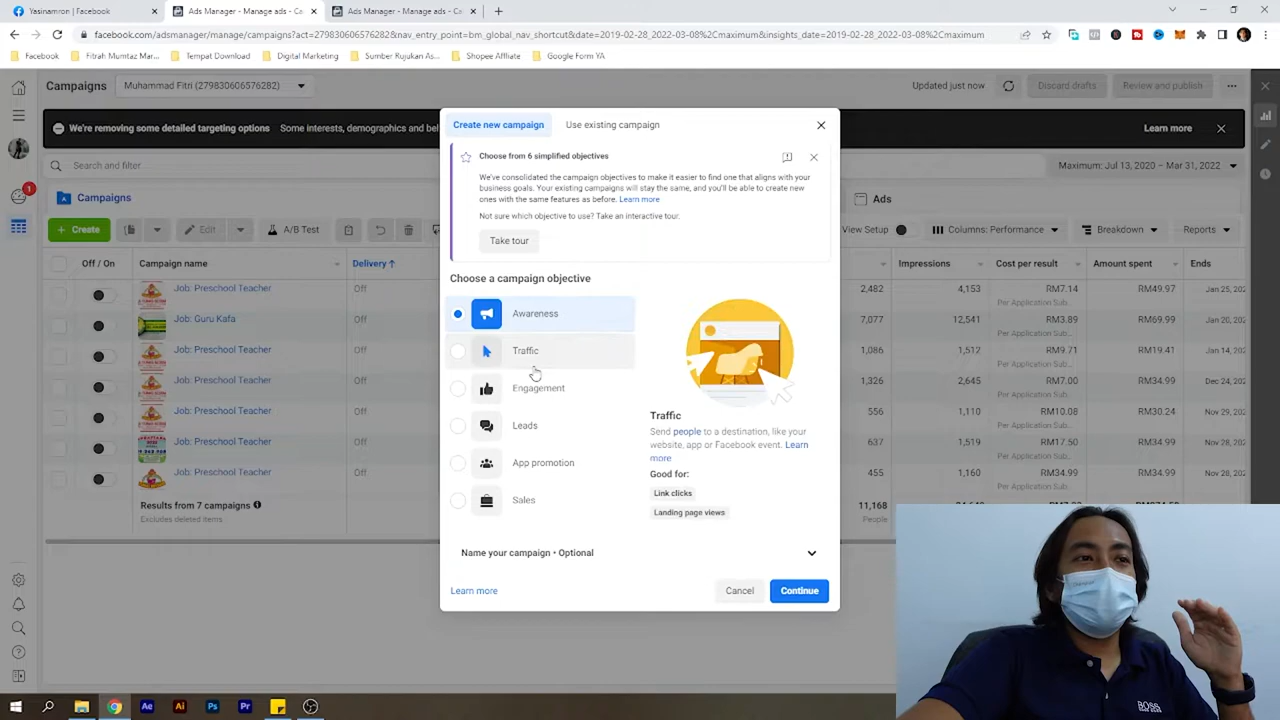 Yasinamron | Facebook
Ads Manager - Manage ads - Ca
Ads Manager - Manage ads - Ca
facebook.com/adsmanager/manage/campaigns?act=279830606576282&nav_entry_point=bm_global_nav_shortcut&date=2019-02-28_2022-03-08%2Cmaximum&insights_date=2019-02-28_2022-03-08%2Cmaximum
Facebook
Fitrah Mumtaz Mar...
Tempat Download
Digital Marketing
Sumber Rujukan As...
Shopee Affliate
Google Form YA
Campaigns
Muhammad Fitri (279830606576282)
Updated just now
Discard drafts
Review and publish
We're removing some detailed targeting options
Some interests, demographics and be
Learn more
Search and filter
Maximum: Jul 13, 2020 – Mar 31, 2022
Campaigns
Ads
+ Create
Edit
A/B Test
View Setup
Columns: Performance
Breakdown
Reports
Off / On
Campaign name
Delivery ↑
Impressions
Cost per result
Amount spent
Ends
Job: Preschool Teacher
Off
2,482
4,153
RM7.14
Per Application Sub...
RM49.97
Jan 25, 202
Job: Guru Kafa
Off
7,077
12,541
RM3.89
Per Application Sub...
RM69.99
Jan 20, 202
Job: Preschool Teacher
Off
1,086
1,512
RM9.71
Per Application Sub...
RM19.41
Jan 14, 202
Job: Preschool Teacher
Off
1,326
2,645
RM7.00
Per Application Sub...
RM34.99
Dec 24, 202
Job: Preschool Teacher
Off
556
1,110
RM10.08
Per Application Sub...
RM30.24
Nov 29, 202
Job: Preschool Teacher
Off
637
1,519
RM17.50
Per Application Sub...
RM34.99
Nov 28, 202
Job: Preschool Teacher
Off
455
1,160
RM34.99
Per Application Sub...
RM34.99
Nov 28, 202
Results from 7 campaigns
Excludes deleted items
11,168
People
Create new campaign
Use existing campaign
Choose from 6 simplified objectives
We've consolidated the campaign objectives to make it easier to find one that aligns with your
business goals. Your existing campaigns will stay the same, and you'll be able to create new
ones with the same features as before. Learn more
Not sure which objective to use? Take an interactive tour.
Take tour
Choose a campaign objective
Awareness
Traffic
Engagement
Leads
App promotion
Sales
Traffic
Send people to a destination, like your
website, app or Facebook event. Learn
more
Good for:
Link clicks
Landing page views
Name your campaign • Optional
Learn more
Cancel
Continue
1
Ae
Ai
Ps
Pr
BOSS